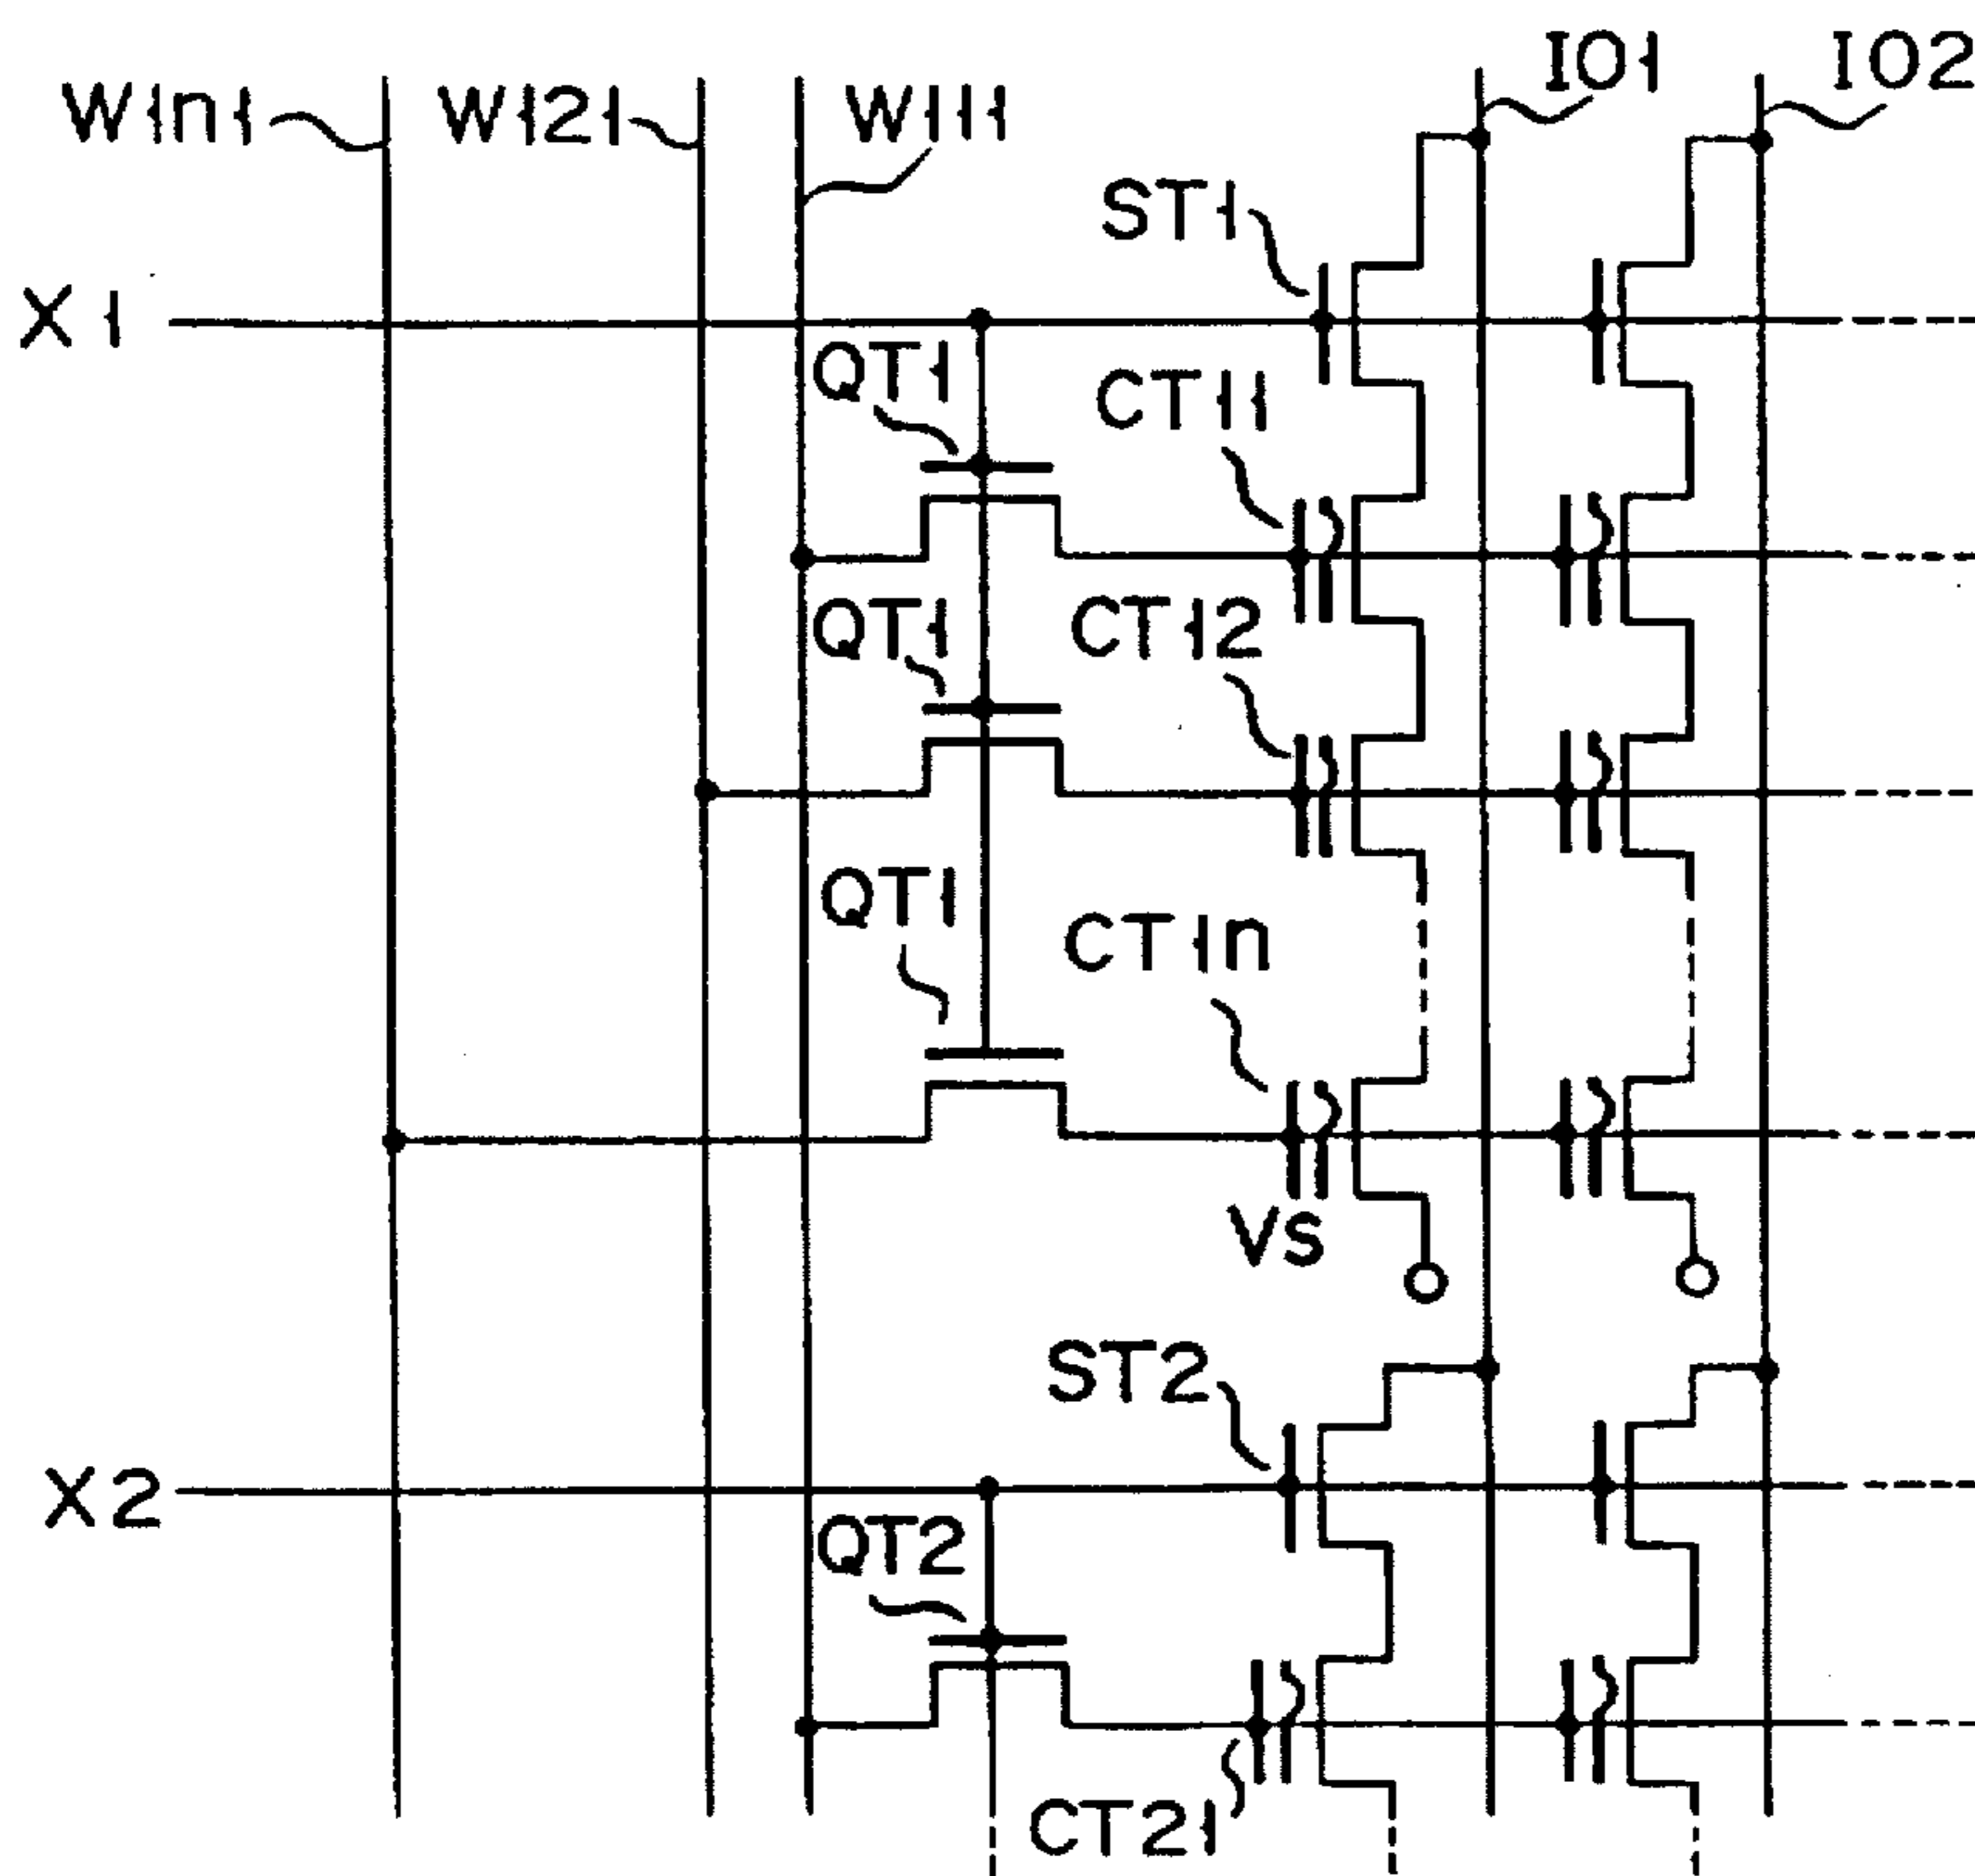 W1n1 W121 W111 IO1 IO2
ST1
X1
QT1 CT11
QT1 CT12
QT1 CT1n
VS
ST2
X2
QT2
CT21